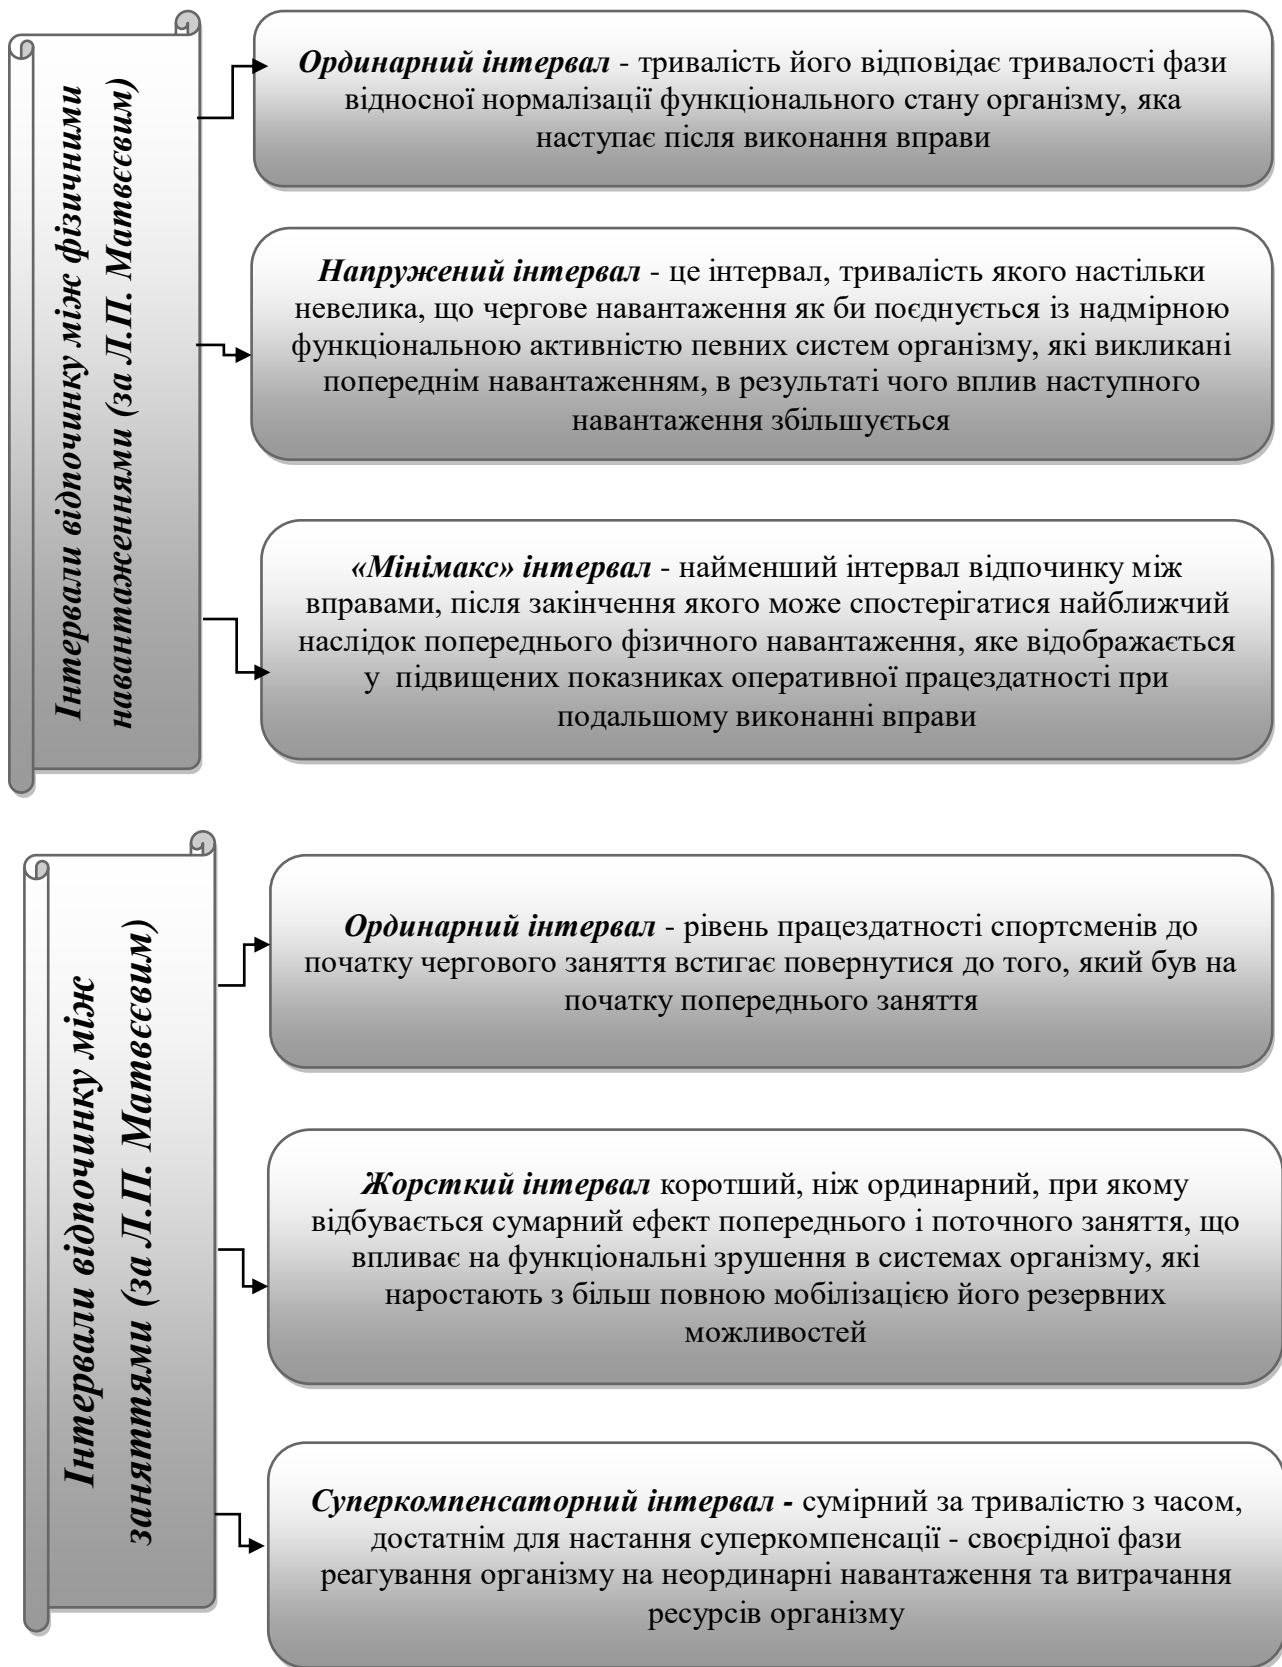 Інтервали відпочинку між фізичними
навантаженнями (за Л.П. Матвєєвим)
Ординарний інтервал - тривалість його відповідає тривалості фази
відносної нормалізації функціонального стану організму, яка
наступає після виконання вправи
Напружений інтервал - це інтервал, тривалість якого настільки
невелика, що чергове навантаження як би поєднується із надмірною
функціональною активністю певних систем організму, які викликані
попереднім навантаженням, в результаті чого вплив наступного
навантаження збільшується
«Мінімакс» інтервал - найменший інтервал відпочинку між
вправами, після закінчення якого може спостерігатися найближчий
наслідок попереднього фізичного навантаження, яке відображається
у  підвищених показниках оперативної працездатності при
подальшому виконанні вправи
Інтервали відпочинку між
заняттями (за Л.П. Матвєєвим)
Ординарний інтервал - рівень працездатності спортсменів до
початку чергового заняття встигає повернутися до того, який був на
початку попереднього заняття
Жорсткий інтервал коротший, ніж ординарний, при якому
відбувається сумарний ефект попереднього і поточного заняття, що
впливає на функціональні зрушення в системах організму, які
наростають з більш повною мобілізацією його резервних
можливостей
Суперкомпенсаторний інтервал - сумірний за тривалістю з часом,
достатнім для настання суперкомпенсації - своєрідної фази
реагування організму на неординарні навантаження та витрачання
ресурсів організму